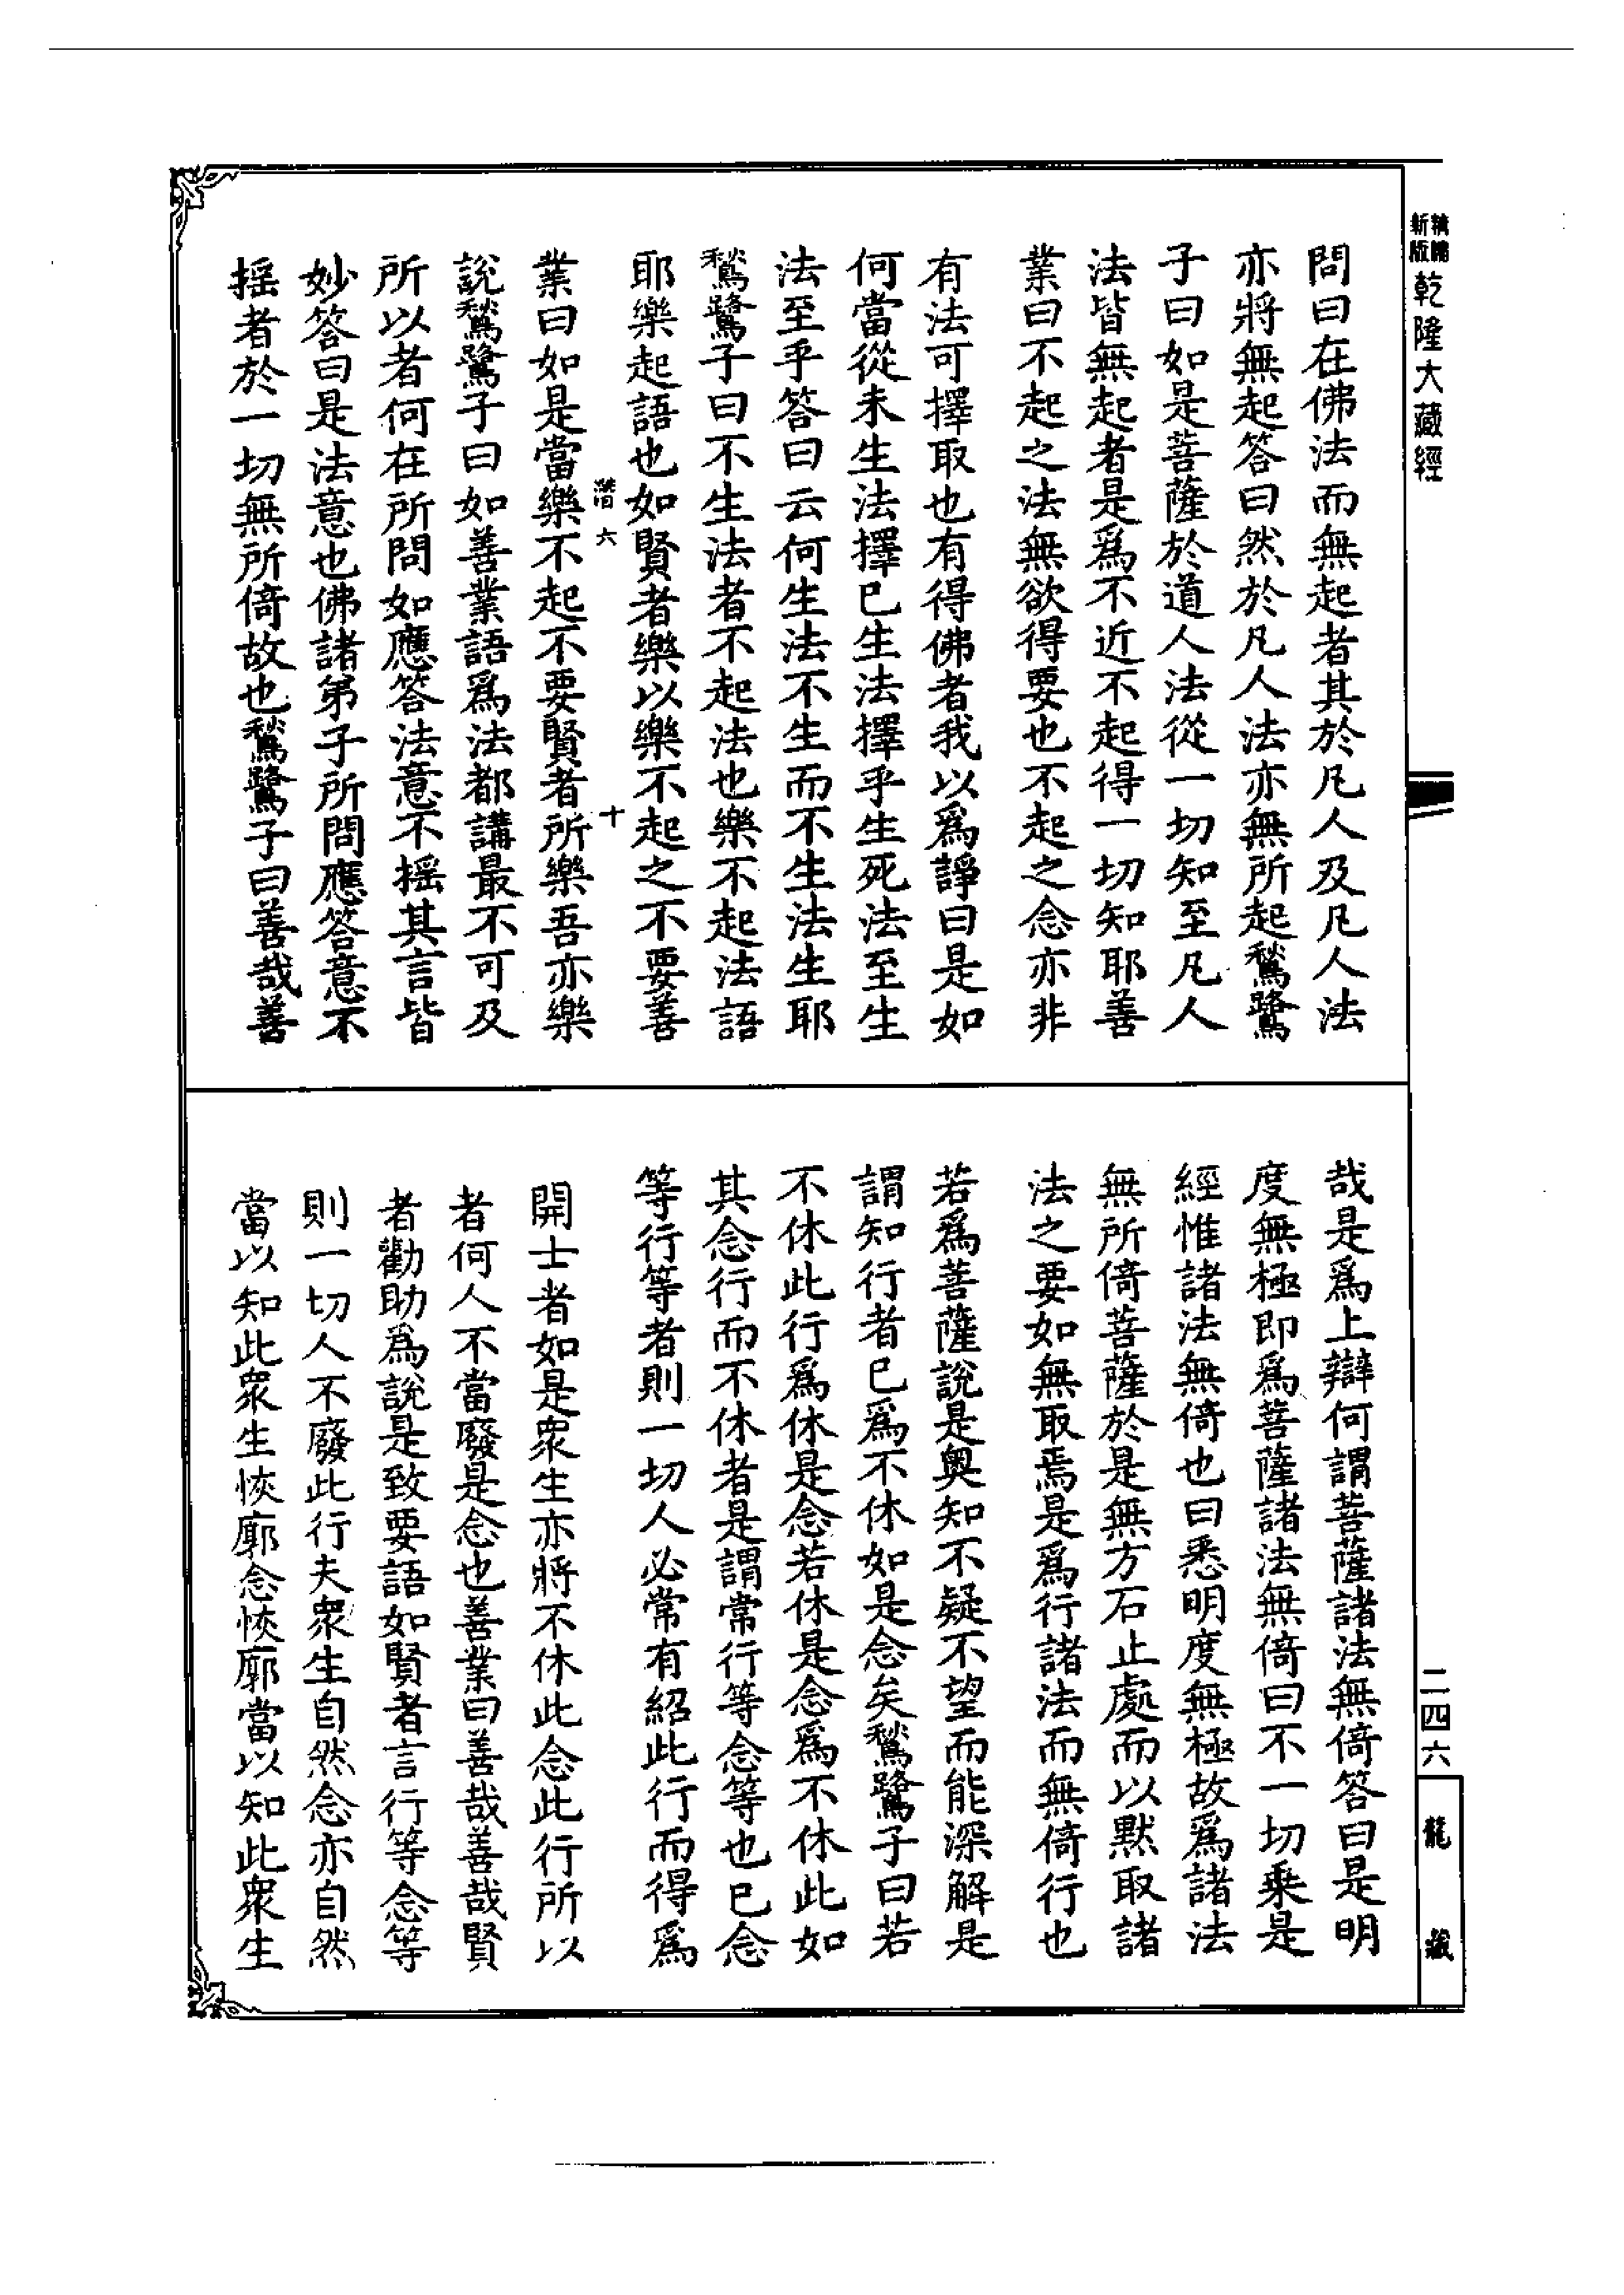 精編新版乾隆大藏經
問曰在佛法而無起者其於凡人及凡人法
亦將無起答曰然於凡人法亦無所起鶖鷺
子曰如是菩薩於道人法從一切知至凡人
法皆無起者是爲不近不起得一切知耶善
業曰不起之法無欲得要也不起之念亦非
有法可擇取也有得佛者我以爲諍曰是如
何當從未生法擇已生法擇乎生死法至生
法至乎答曰云何生法不生而不生法生耶
鶖鷺子曰不生法者不起法也樂不起法語
耶樂起語也如賢者樂以樂不起之不要善
業曰如是當樂不起不要賢者所樂吾亦樂
潛六 十
說鶖鷺子曰如善業語爲法都講最不可及
所以者何在所問如應答法意不搖其言皆
妙答曰是法意也佛諸弟子所問應答意不
搖者於一切無所倚故也鶖鷺子曰善哉善
哉是爲上辯何謂菩薩諸法無倚答曰是明
度無極即爲菩薩諸法無倚曰不一切乘是
經惟諸法無倚也曰悉明度無極故爲諸法
無所倚菩薩於是無方石止處而以默取諸
法之要如無取焉是爲行諸法而無倚行也
若爲菩薩說是奧知不疑不望而能深解是
謂知行者已爲不休如是念矣鶖鷺子曰若
不休此行爲休是念若休是念爲不休此如
其念行而不休者是謂常行等念等也已念
等行等者則一切人必常有紹此行而得爲
開士者如是衆生亦將不休此念此行所以
者何人不當廢是念也善業曰善哉善哉賢
者勸助爲說是致要語如賢者言行等念等
則一切人不廢此行夫衆生自然念亦自然
當以知此衆生恢廓念恢廓當以知此衆生
二四六
龍藏